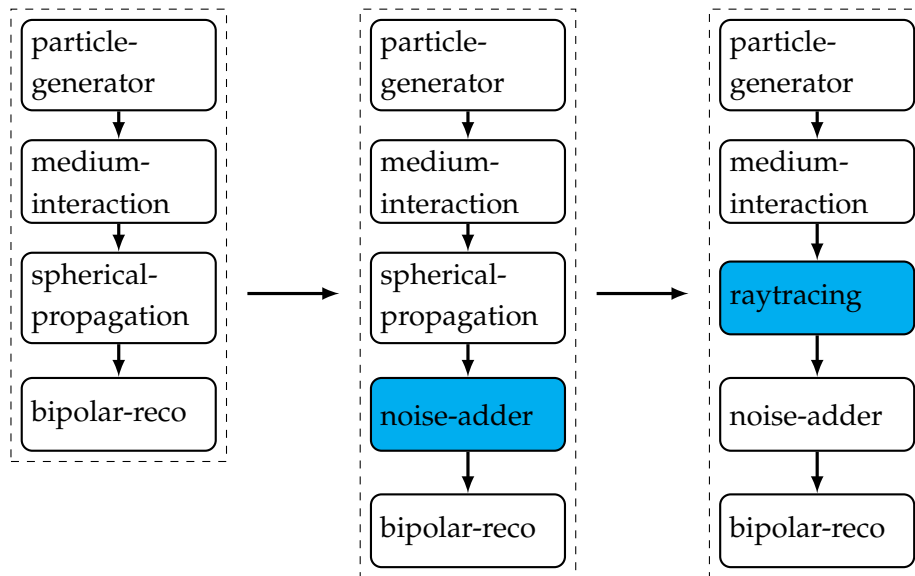 particle-
generator
medium-
interaction
spherical-
propagation
bipolar-reco
particle-
generator
medium-
interaction
spherical-
propagation
noise-adder
bipolar-reco
particle-
generator
medium-
interaction
raytracing
noise-adder
bipolar-reco